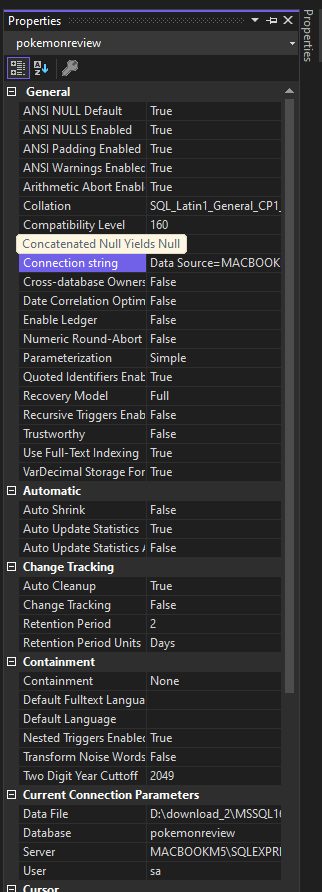 Properties
Properties
pokemonreview
General
ANSI NULL Default True
ANSI NULLS Enabled True
ANSI Padding Enabled True
ANSI Warnings Enabled True
Arithmetic Abort Enabl True
Collation SQL_Latin1_General_CP1_
Compatibility Level 160
Concatenated Null Yields Null
Connection string Data Source=MACBOOK
Cross-database Owners False
Date Correlation Optim False
Enable Ledger False
Numeric Round-Abort False
Parameterization Simple
Quoted Identifiers Enab True
Recovery Model Full
Recursive Triggers Enab False
Trustworthy False
Use Full-Text Indexing True
VarDecimal Storage For True
Automatic
Auto Shrink False
Auto Update Statistics True
Auto Update Statistics A False
Change Tracking
Auto Cleanup True
Change Tracking False
Retention Period 2
Retention Period Units Days
Containment
Containment None
Default Fulltext Langua
Default Language
Nested Triggers Enabled True
Transform Noise Words False
Two Digit Year Cuttoff 2049
Current Connection Parameters
Data File D:\download_2\MSSQL16
Database pokemonreview
Server MACBOOKM5\SQLEXPRE
User sa
Cursor